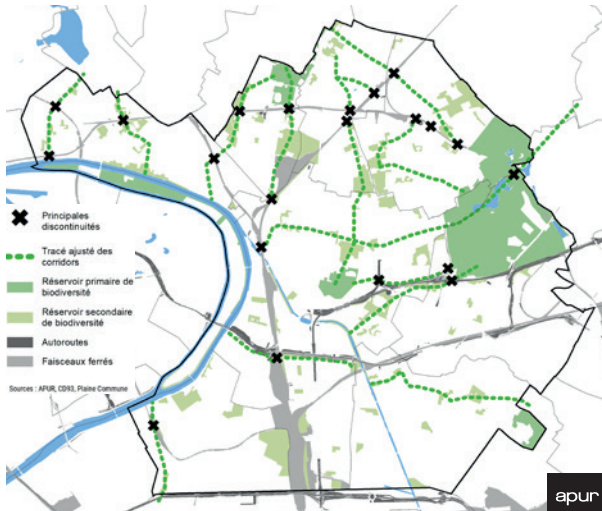 Principales
discontinuités
Tracé ajusté des
corridors
Réservoir primaire de
biodiversité
Réservoir secondaire
de biodiversité
Autoroutes
Faisceaux ferrés
Sources : APUR, CD93, Plaine Commune
apur